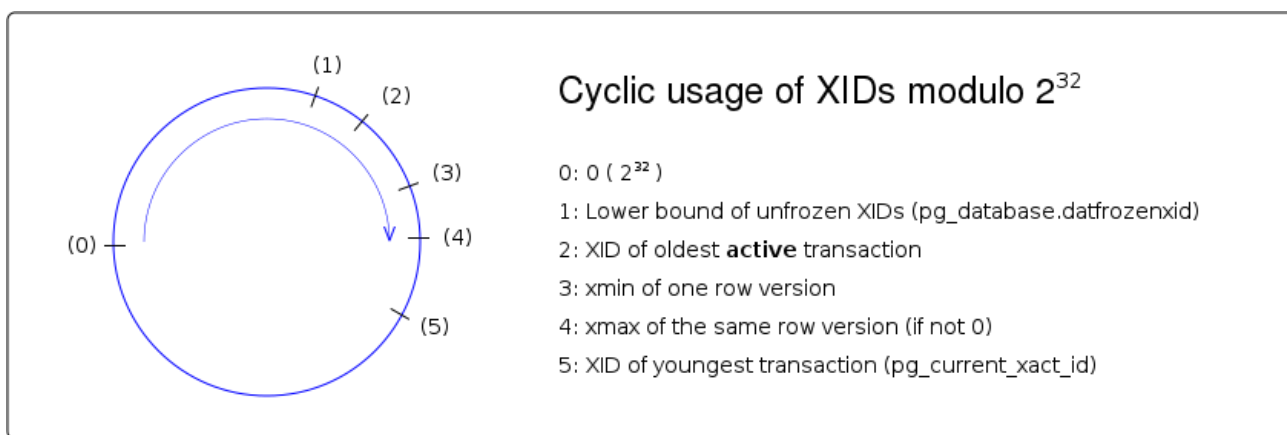 (1)
(2)
(3)
(4)
(5)
(0)
Cyclic usage of XIDs modulo 2³²
0: 0 ( 2³² )
1: Lower bound of unfrozen XIDs (pg_database.datfrozenxid)
2: XID of oldest active transaction
3: xmin of one row version
4: xmax of the same row version (if not 0)
5: XID of youngest transaction (pg_current_xact_id)